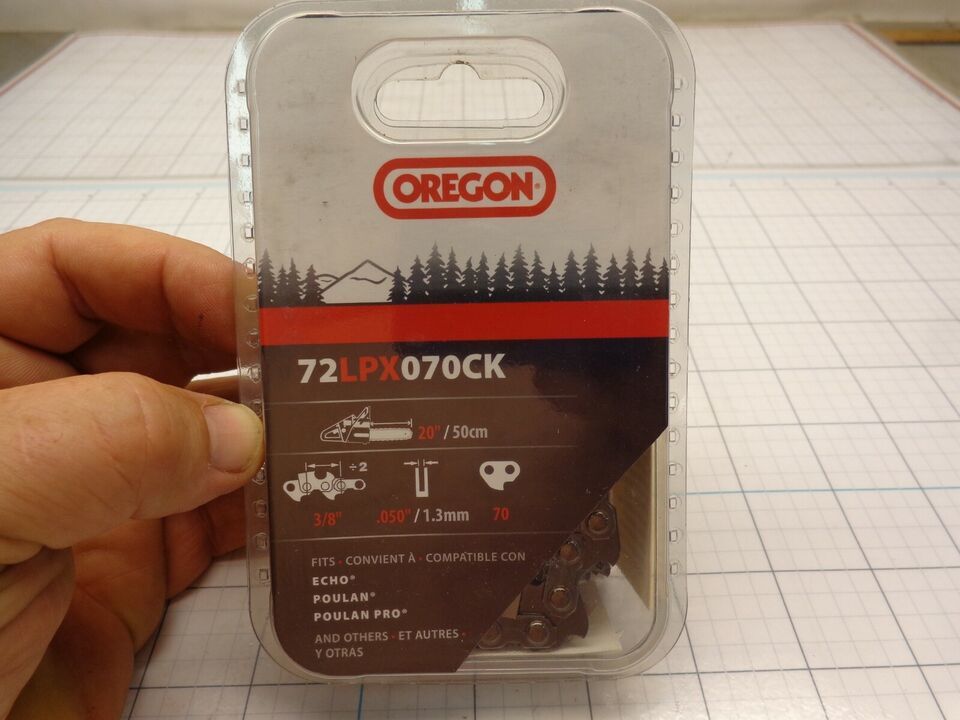 OREGON®
72LPX070CK
20" / 50cm
÷2
3/8" .050" / 1.3mm 70
FITS • CONVIENT À • COMPATIBLE CON
ECHO®
POULAN®
POULAN PRO®
AND OTHERS • ET AUTRES •
Y OTRAS